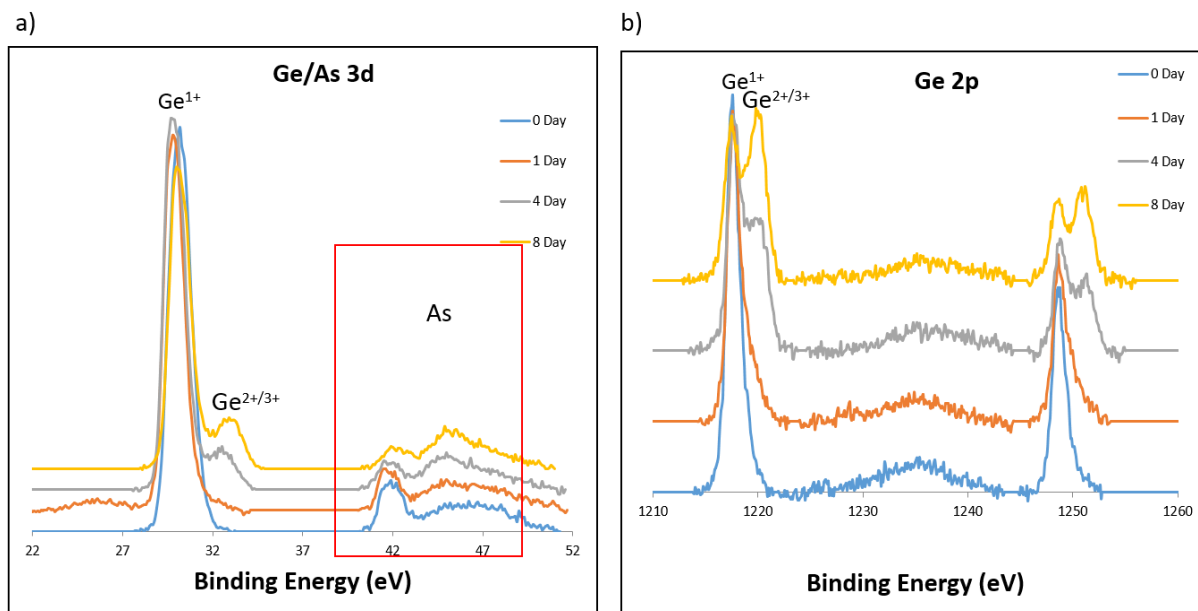 a)
Ge/As 3d
Ge1+
0 Day
1 Day
4 Day
8 Day
As
Ge2+/3+
22 27 32 37 42 47 52
Binding Energy (eV)
b)
Ge 2p
Ge1+
Ge2+/3+
0 Day
1 Day
4 Day
8 Day
1210 1220 1230 1240 1250 1260
Binding Energy (eV)